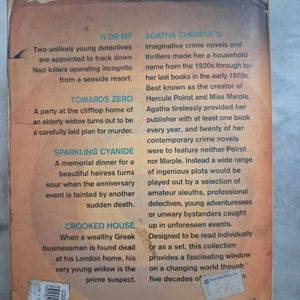 N OR M?
Two unlikely young detectives
are appointed to track down
Nazi killers operating incognito
from a seaside resort.
TOWARDS ZERO
A party at the clifftop home of
an elderly widow turns out to be
a carefully laid plan for murder.
SPARKLING CYANIDE
A memorial dinner for a
beautiful heiress turns
sour when the anniversary
event is tainted by another
sudden death.
CROOKED HOUSE
When a wealthy Greek
businessman is found dead
at his London home, his
very young widow is the
prime suspect.
AGATHA CHRISTIE'S
imaginative crime novels and
thrillers made her a household
name from the 1920s through to
her last books in the early 1970s.
Best known as the creator of
Hercule Poirot and Miss Marple,
Agatha tirelessly provided her
publisher with at least one book
every year, and twenty of her
contemporary crime novels
were to feature neither Poirot
nor Marple. Instead a wide range
of ingenious plots would be
played out by a selection of
amateur sleuths, professional
detectives, young adventuresses
or unwary bystanders caught
up in unforeseen events.
Designed to be read individually
or as a set, this collection
provides a fascinating window
on a changing world though
five decades of